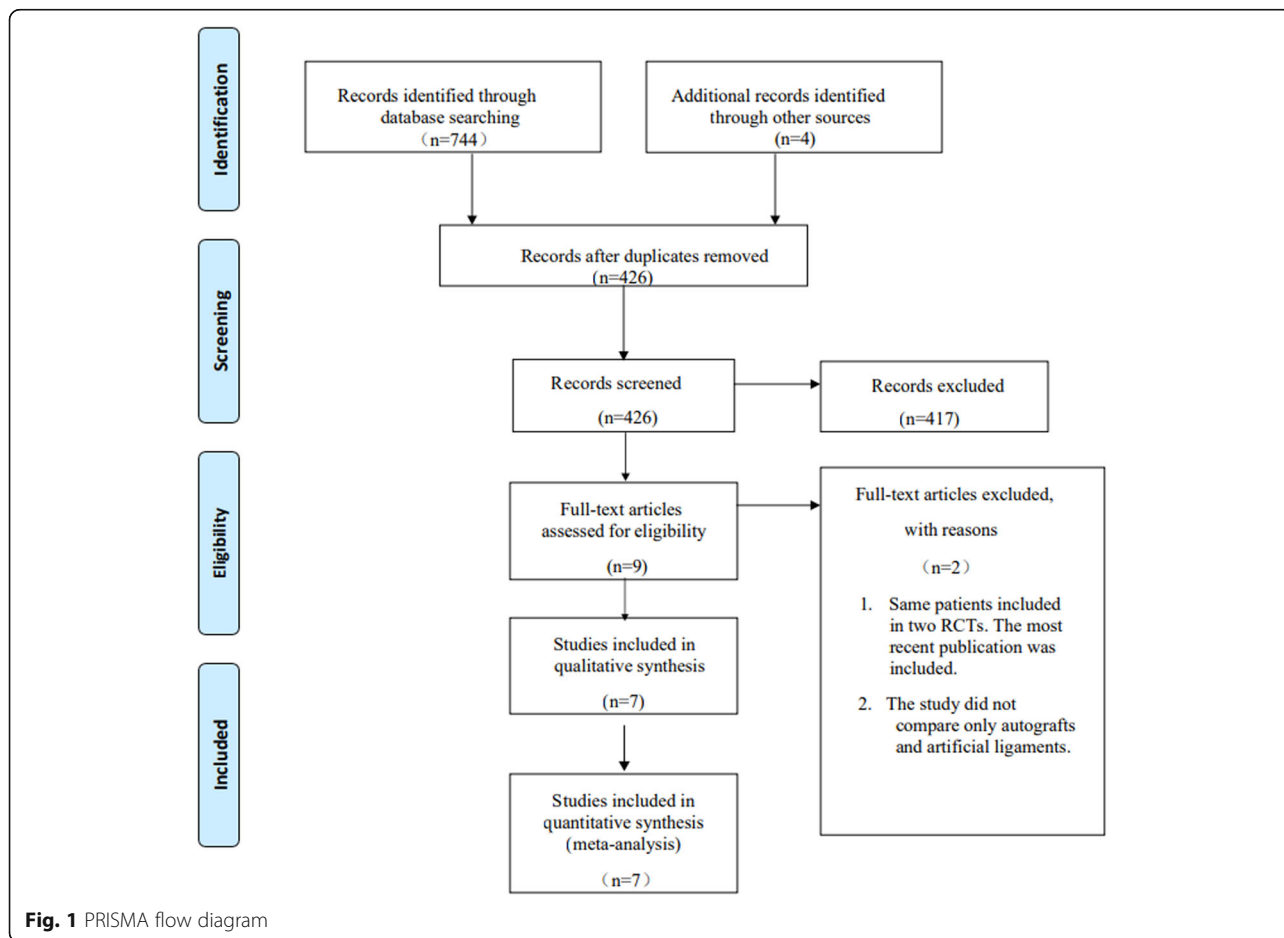 Identification
Records identified through
database searching
（n=744）
Additional records identified
through other sources
(n=4)
Screening
Records after duplicates removed
(n=426)
Records screened
(n=426)
Records excluded
(n=417)
Eligibility
Full-text articles
assessed for eligibility
(n=9)
Full-text articles excluded,
with reasons
（n=2）
1. Same patients included
in two RCTs. The most
recent publication was
included.
2. The study did not
compare only autografts
and artificial ligaments.
Included
Studies included in
qualitative synthesis
(n=7)
Studies included in
quantitative synthesis
(meta-analysis)
（n=7）
Fig. 1 PRISMA flow diagram